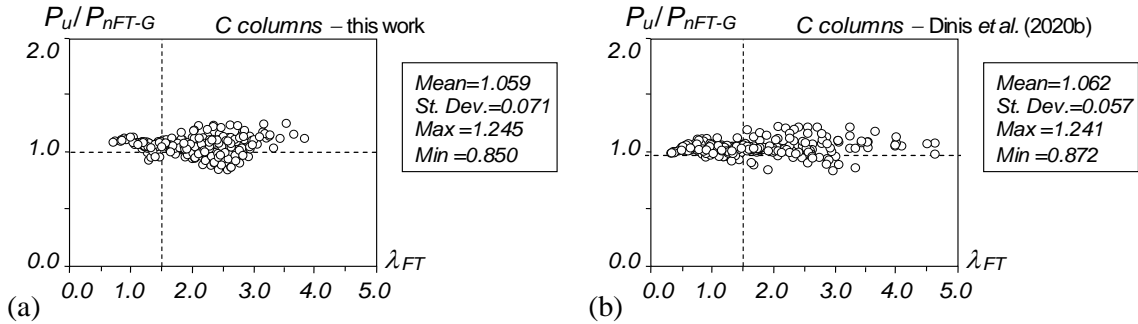 P_u/P_nFT-G
C columns – this work
2.0
1.0
0.0
0.0 1.0 2.0 3.0 4.0 5.0
λ_FT
Mean=1.059
St. Dev.=0.071
Max =1.245
Min =0.850
(a)
P_u/P_nFT-G
C columns – Dinis et al. (2020b)
2.0
1.0
0.0
0.0 1.0 2.0 3.0 4.0 5.0
λ_FT
Mean=1.062
St. Dev.=0.057
Max =1.241
Min =0.872
(b)